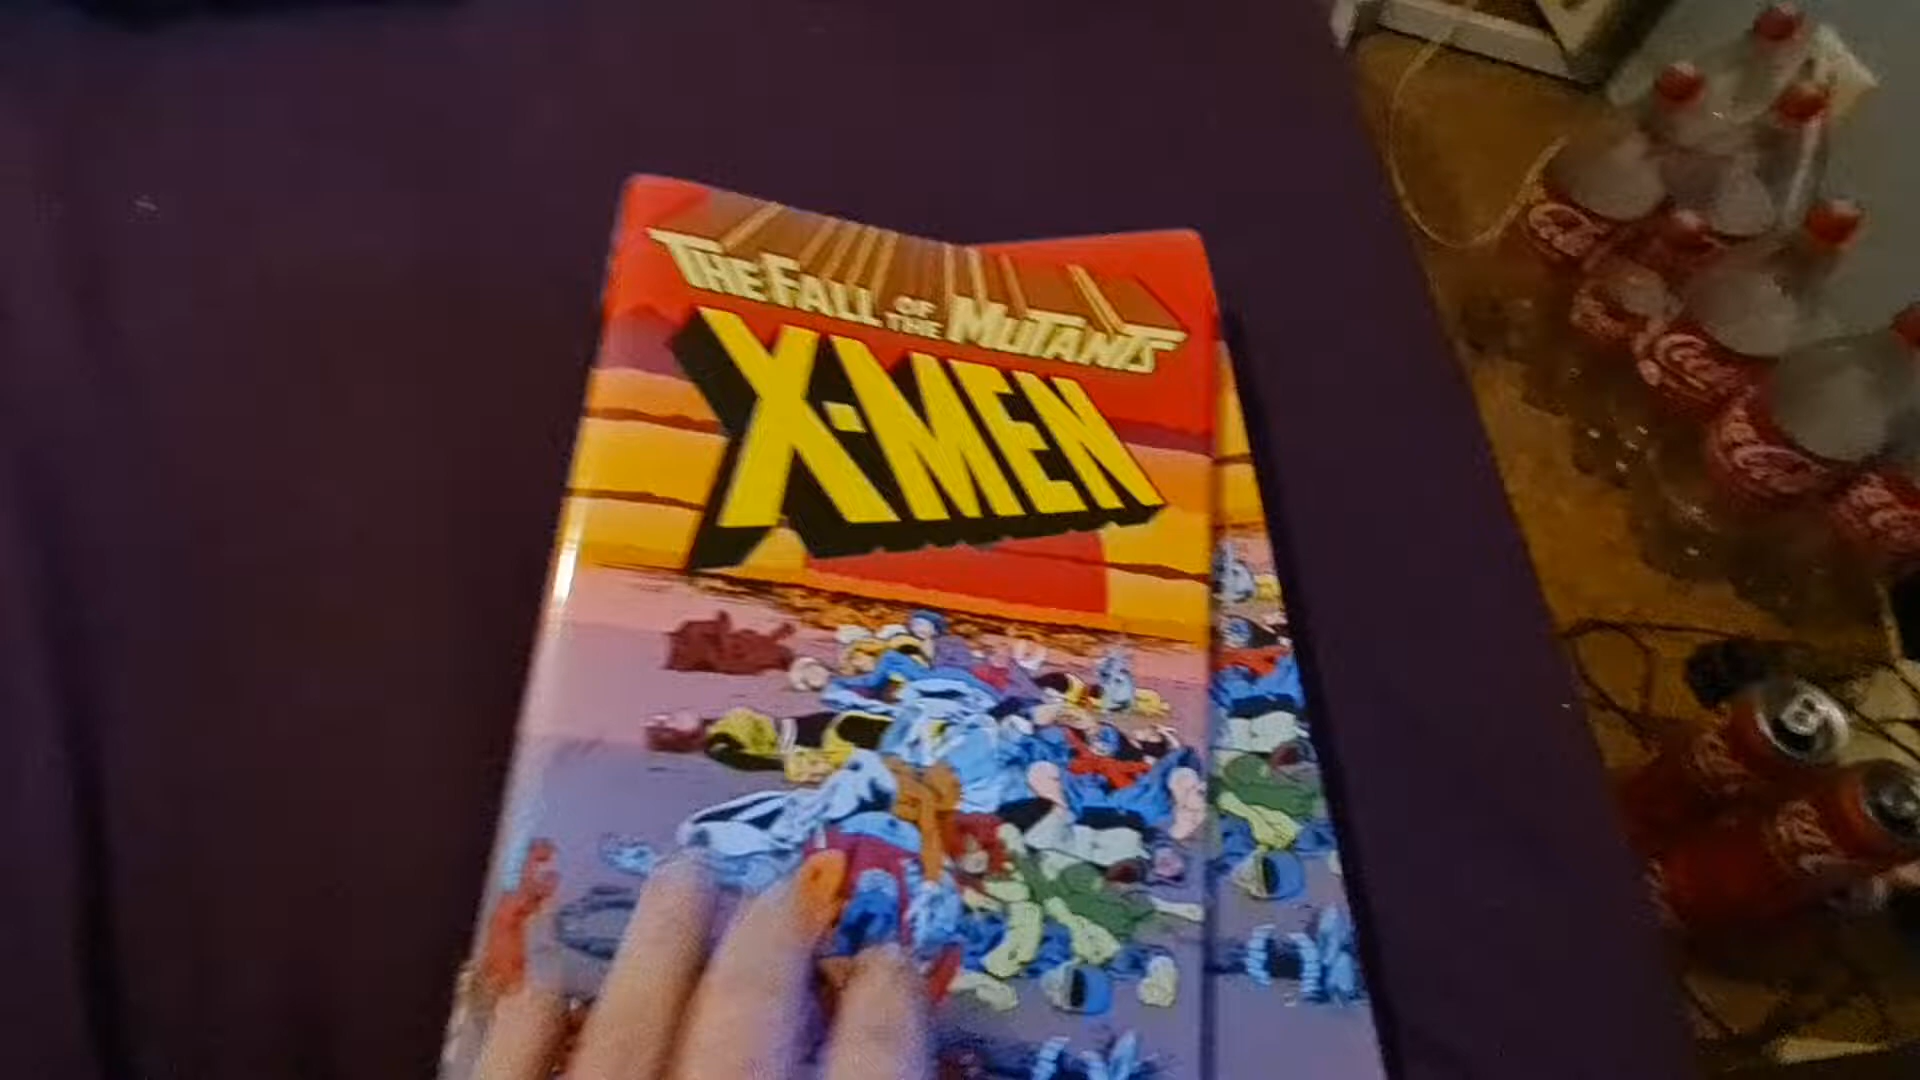 THE FALL OF THE MUTANTS
X-MEN